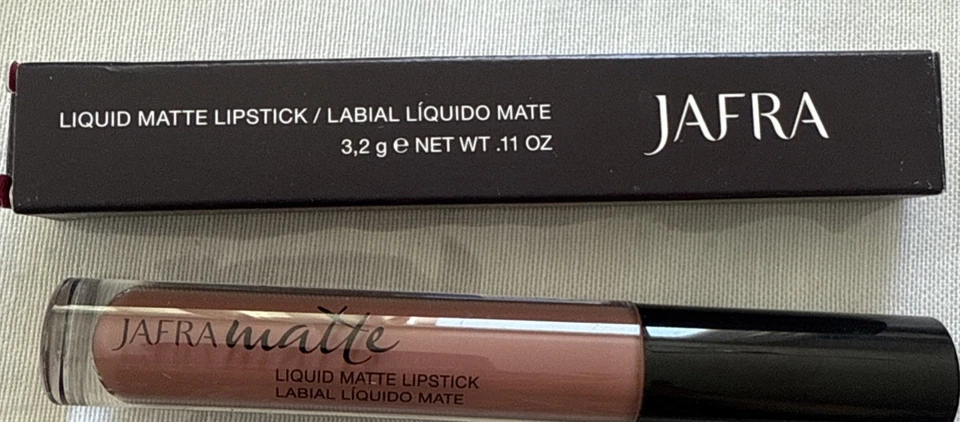 LIQUID MATTE LIPSTICK / LABIAL LÍQUIDO MATE
3,2 g ℮ NET WT .11 OZ
JAFRA
JAFRA matte
LIQUID MATTE LIPSTICK
LABIAL LÍQUIDO MATE